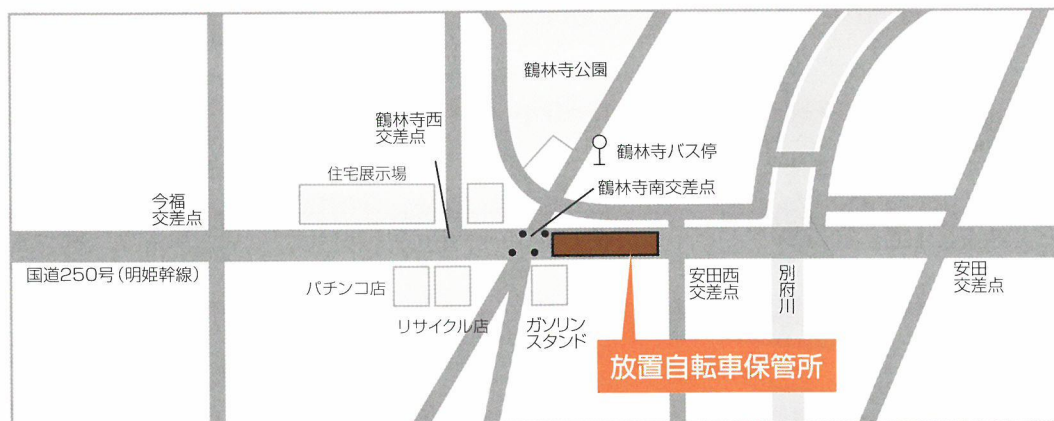 鶴林寺公園
鶴林寺西
交差点
鶴林寺バス停
住宅展示場
鶴林寺南交差点
今福
交差点
国道250号(明姫幹線)
パチンコ店
リサイクル店
ガソリン
スタンド
安田西
交差点
別府川
安田
交差点
放置自転車保管所